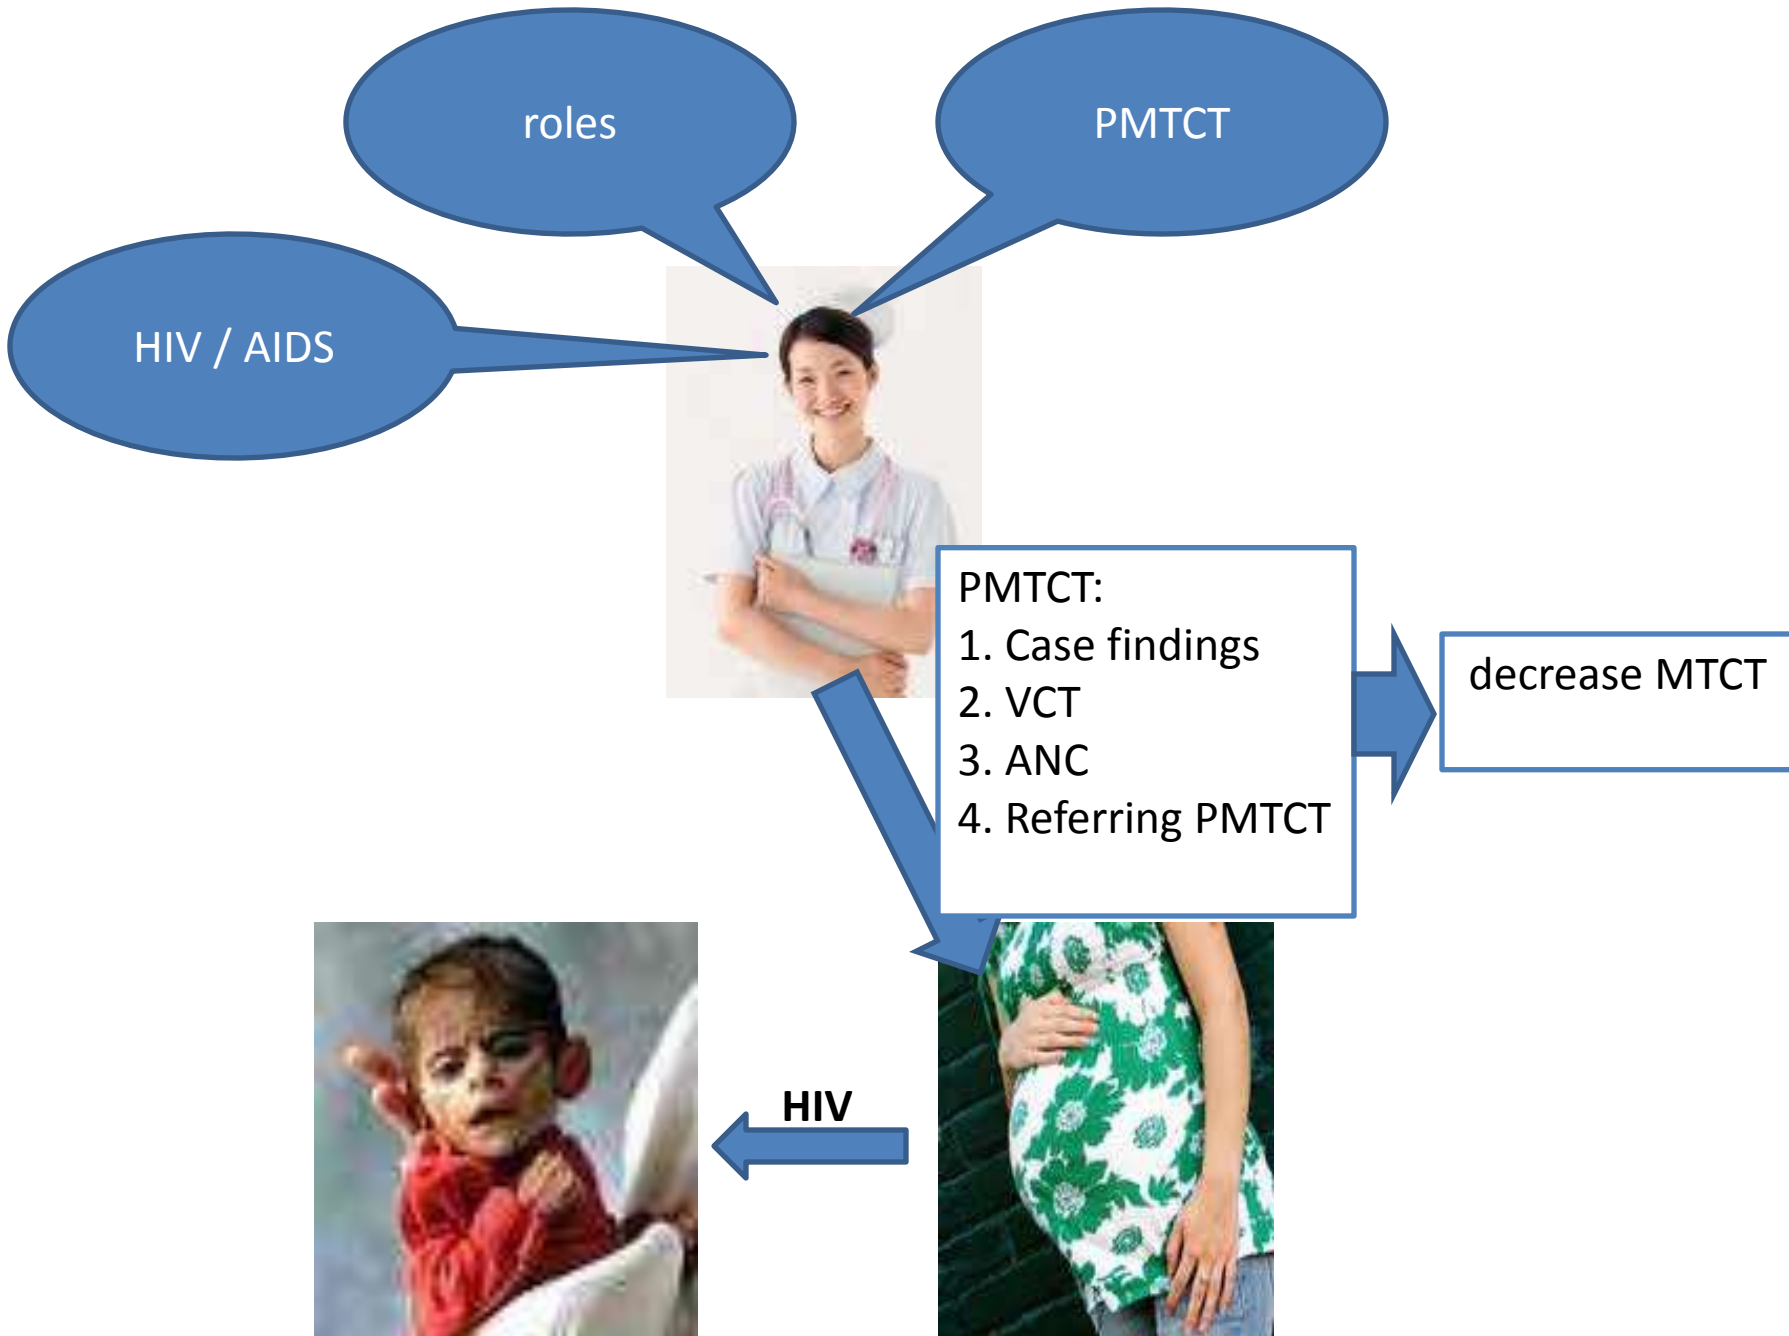 roles
PMTCT
HIV / AIDS
PMTCT:
1. Case findings
2. VCT
3. ANC
4. Referring PMTCT
decrease MTCT
HIV